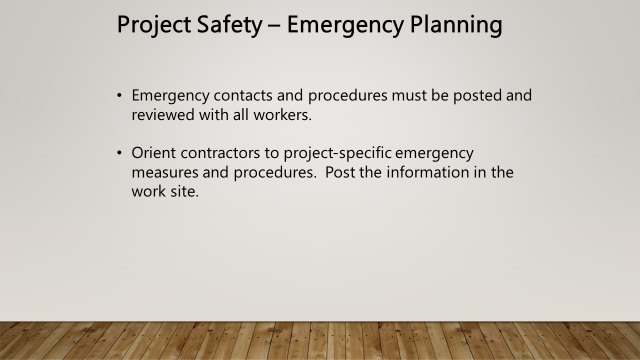 Project Safety – Emergency Planning
• Emergency contacts and procedures must be posted and
reviewed with all workers.
• Orient contractors to project-specific emergency
measures and procedures.  Post the information in the
work site.